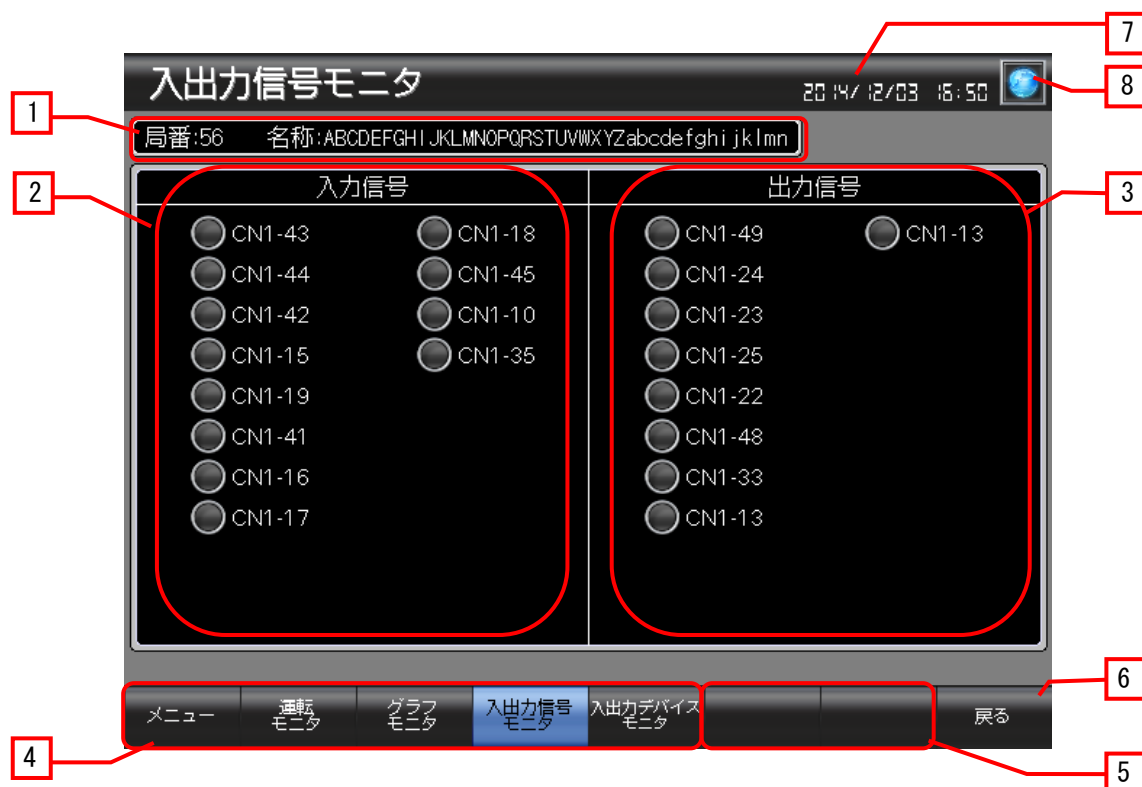 7
入出力信号モニタ
2014/12/03 16:50
8
1
局番:56 名称:ABCDEFGHIJKLMNOPQRSTUVWXYZabcdefghijklmn
2
入力信号 出力信号
3
CN1-43 CN1-18 CN1-49 CN1-13
CN1-44 CN1-45 CN1-24
CN1-42 CN1-10 CN1-23
CN1-15 CN1-35 CN1-25
CN1-19 CN1-22
CN1-41 CN1-48
CN1-16 CN1-33
CN1-17 CN1-13
6
メニュー
運転
モニタ
グラフ
モニタ
入出力信号
モニタ
入出力デバイス
モニタ
戻る
4
5